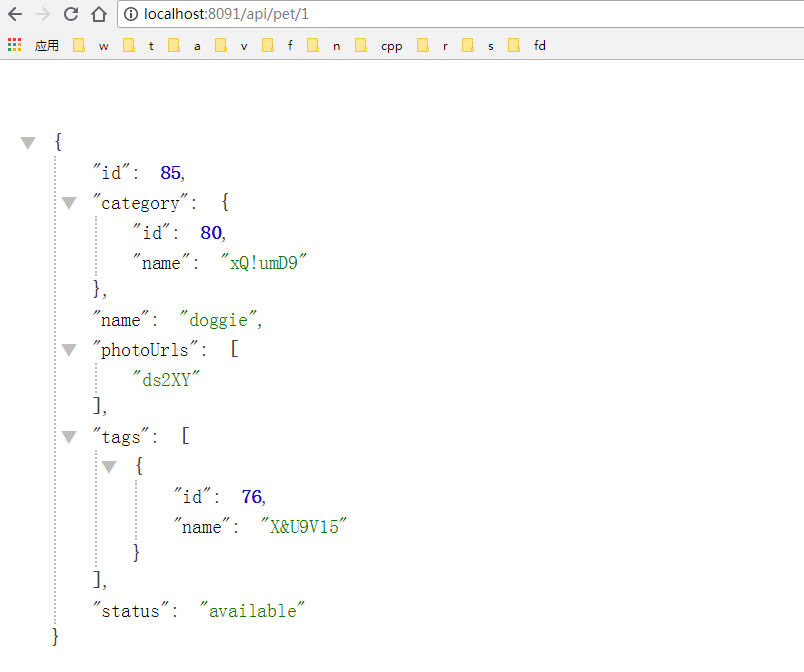 localhost:8091/api/pet/1
应用 w t a v f n cpp r s fd
{
"id": 85,
"category": {
"id": 80,
"name": "xQ!umD9"
},
"name": "doggie",
"photoUrls": [
"ds2XY"
],
"tags": [
{
"id": 76,
"name": "X&U9V15"
}
],
"status": "available"
}